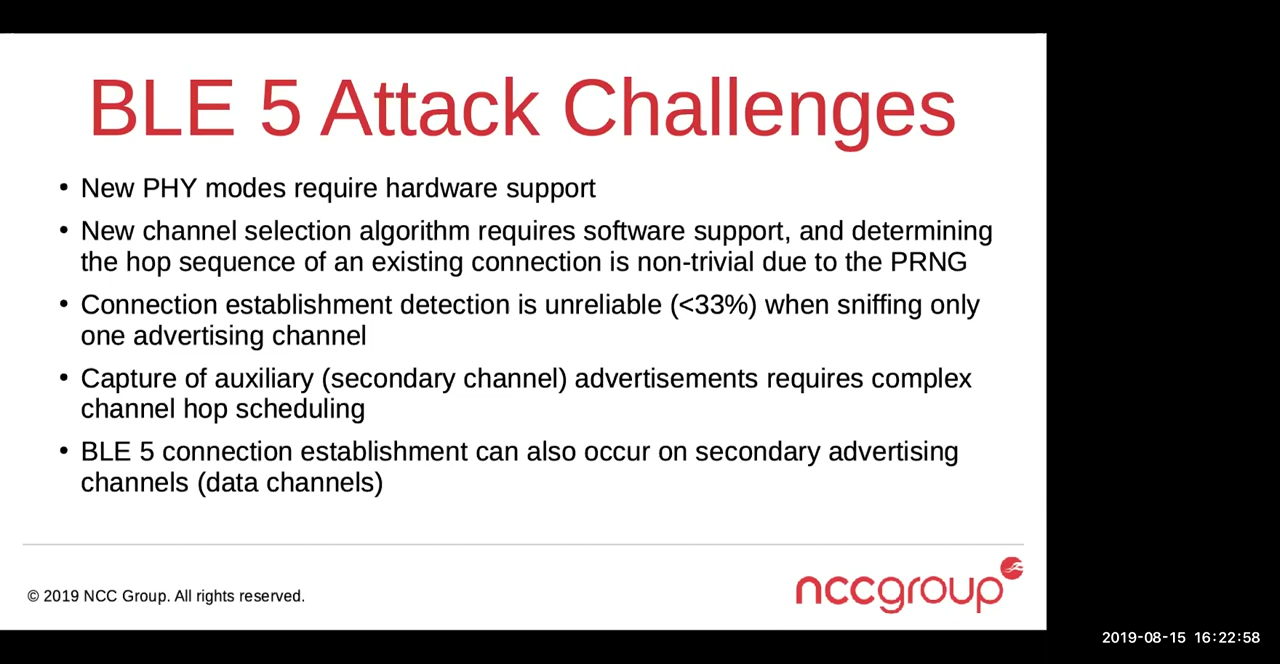 BLE 5 Attack Challenges
• New PHY modes require hardware support
• New channel selection algorithm requires software support, and determining
the hop sequence of an existing connection is non-trivial due to the PRNG
• Connection establishment detection is unreliable (<33%) when sniffing only
one advertising channel
• Capture of auxiliary (secondary channel) advertisements requires complex
channel hop scheduling
• BLE 5 connection establishment can also occur on secondary advertising
channels (data channels)
© 2019 NCC Group. All rights reserved.
nccgroup
2019-08-15 16:22:58